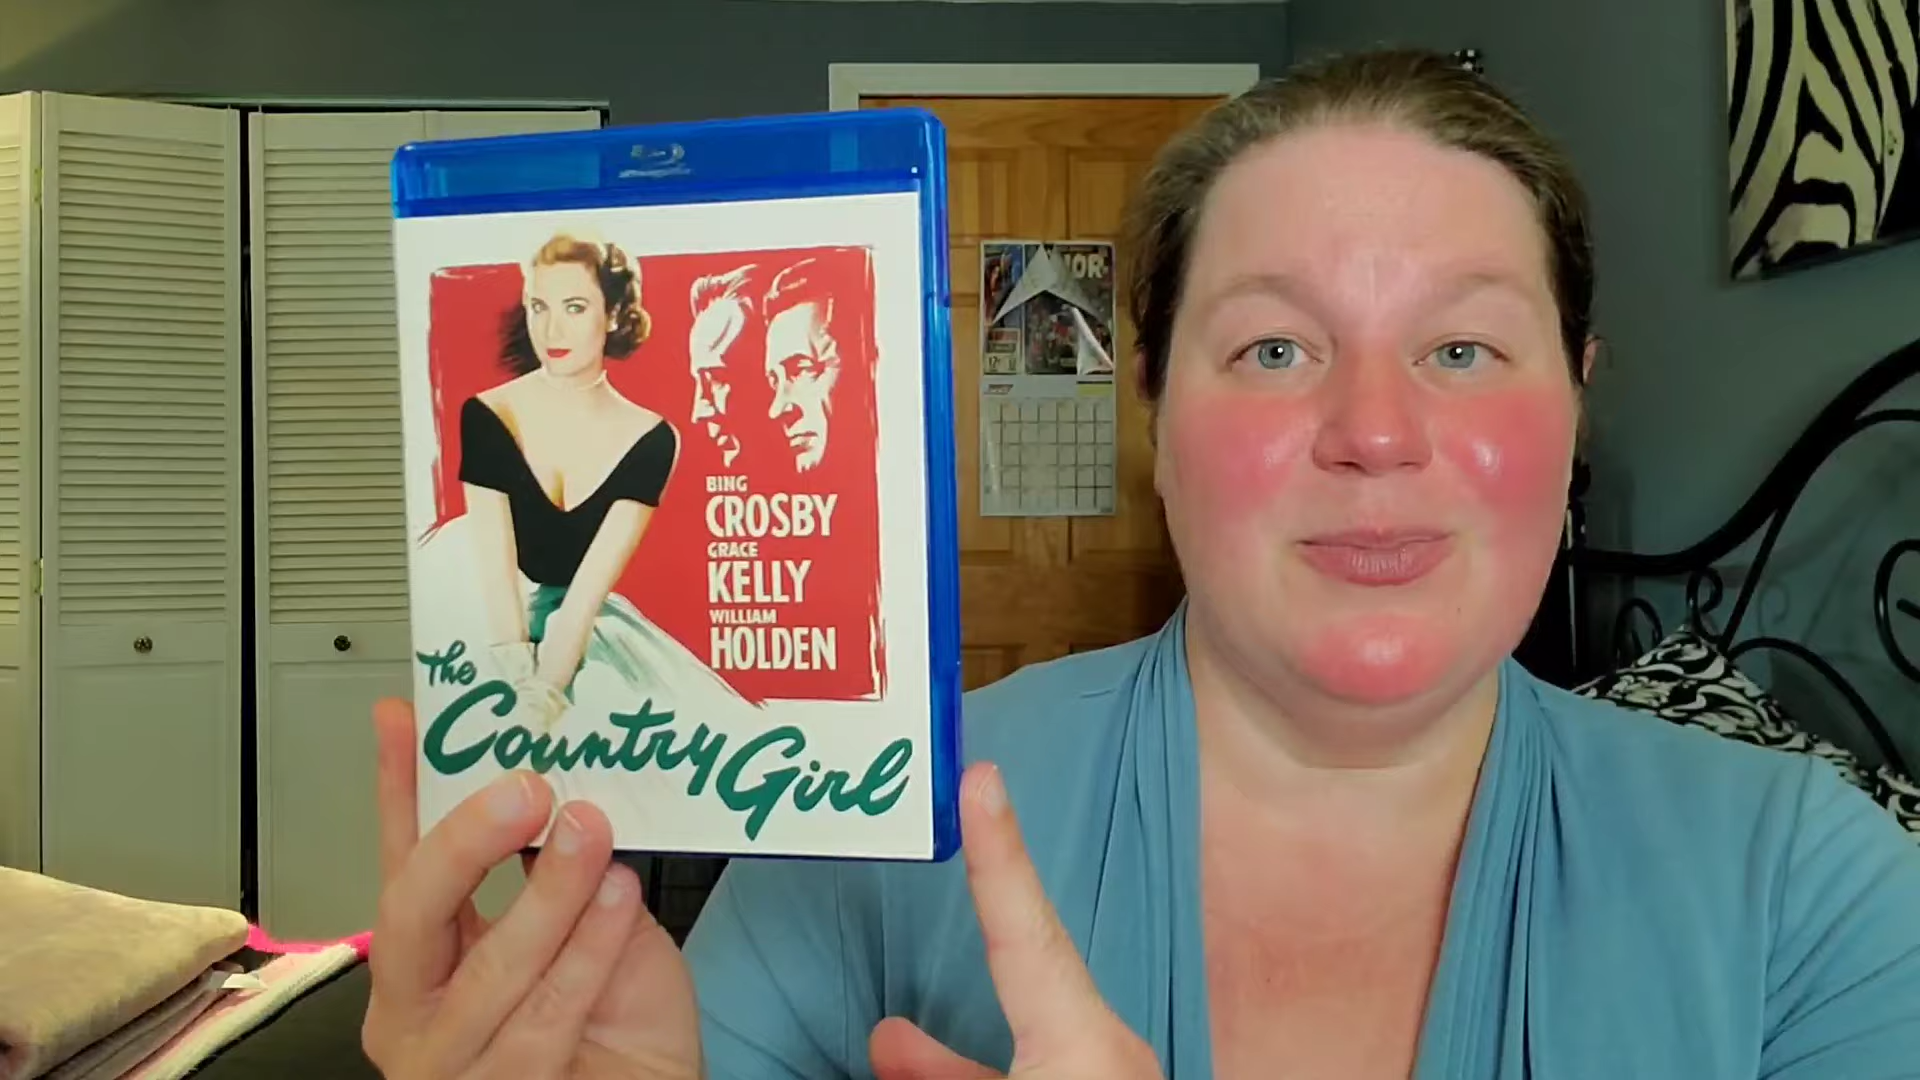 BING
CROSBY
GRACE
KELLY
WILLIAM
HOLDEN
The
Country Girl